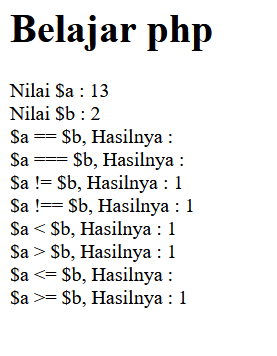 Belajar php
Nilai $a : 13
Nilai $b : 2
$a == $b, Hasilnya :
$a === $b, Hasilnya :
$a != $b, Hasilnya : 1
$a !== $b, Hasilnya : 1
$a < $b, Hasilnya : 1
$a > $b, Hasilnya : 1
$a <= $b, Hasilnya :
$a >= $b, Hasilnya : 1